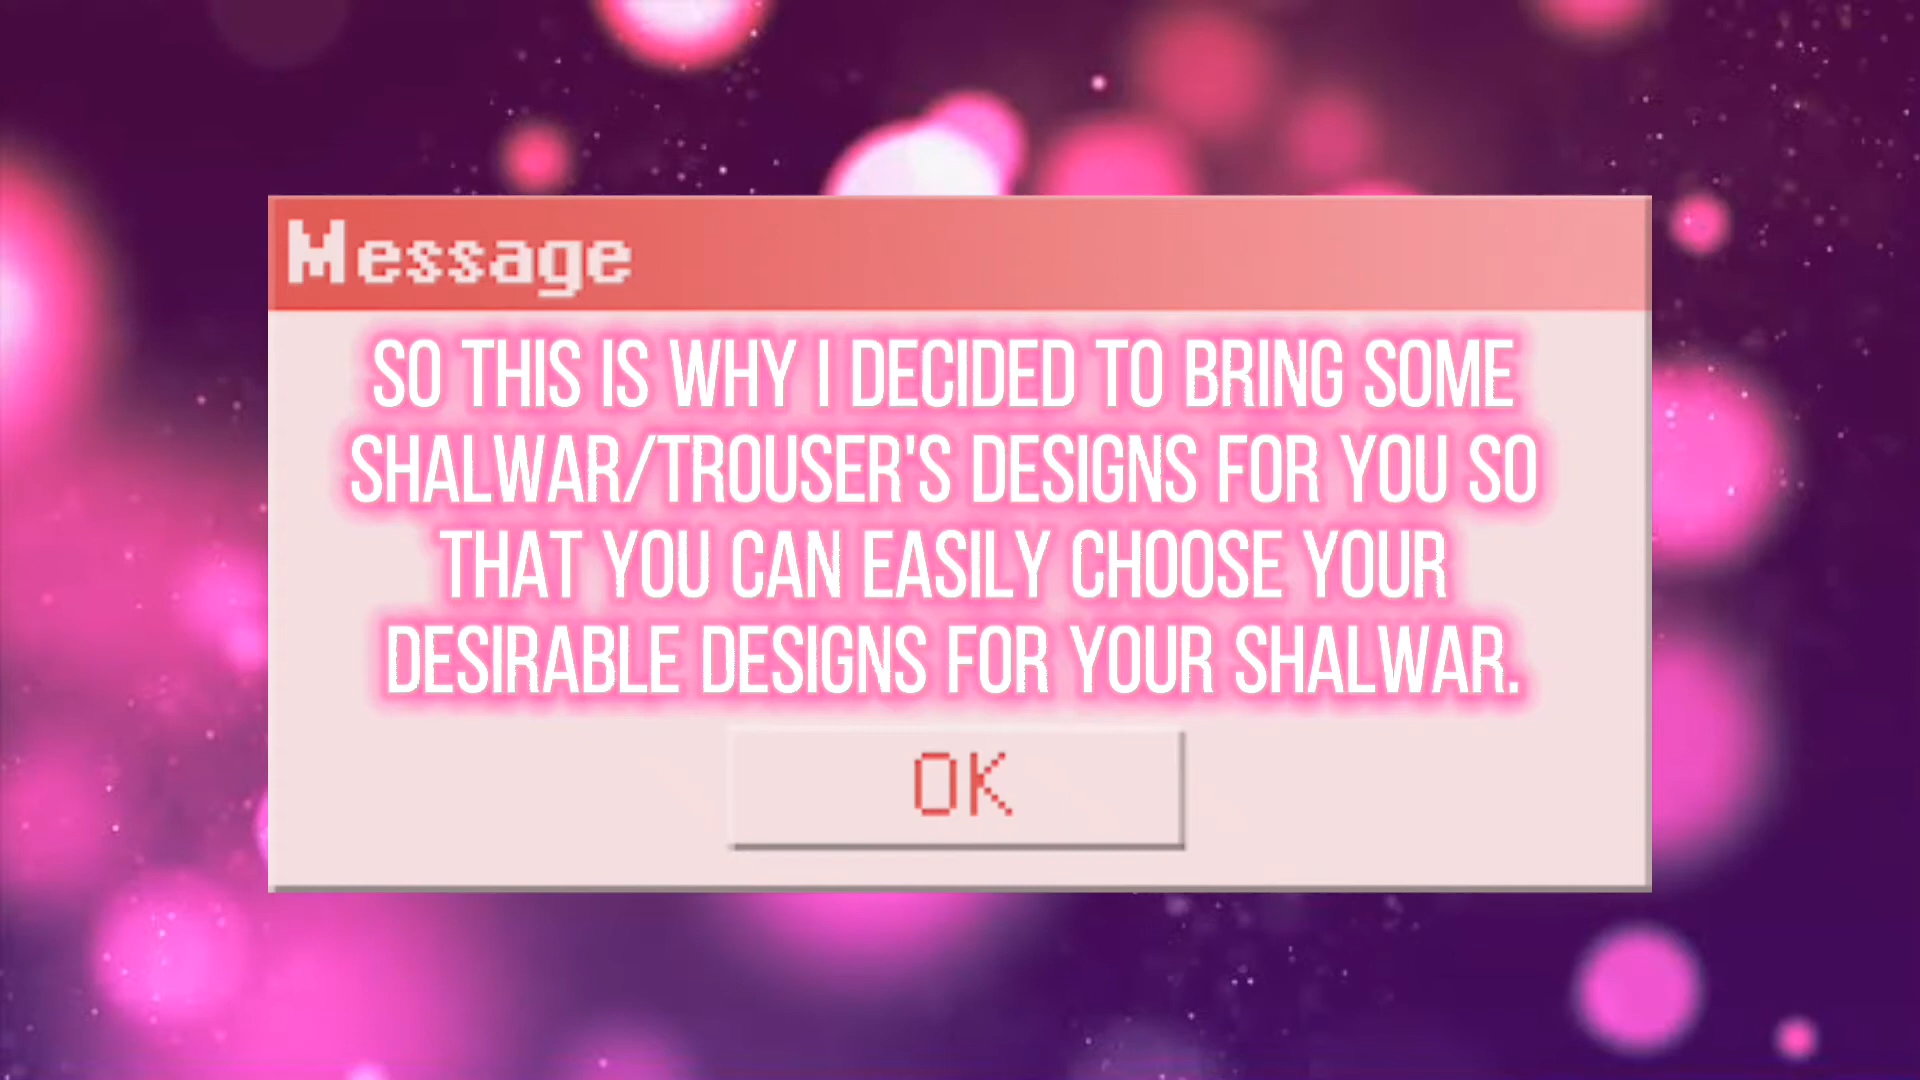 Message
SO THIS IS WHY I DECIDED TO BRING SOME
SHALWAR/TROUSER'S DESIGNS FOR YOU SO
THAT YOU CAN EASILY CHOOSE YOUR
DESIRABLE DESIGNS FOR YOUR SHALWAR.
OK